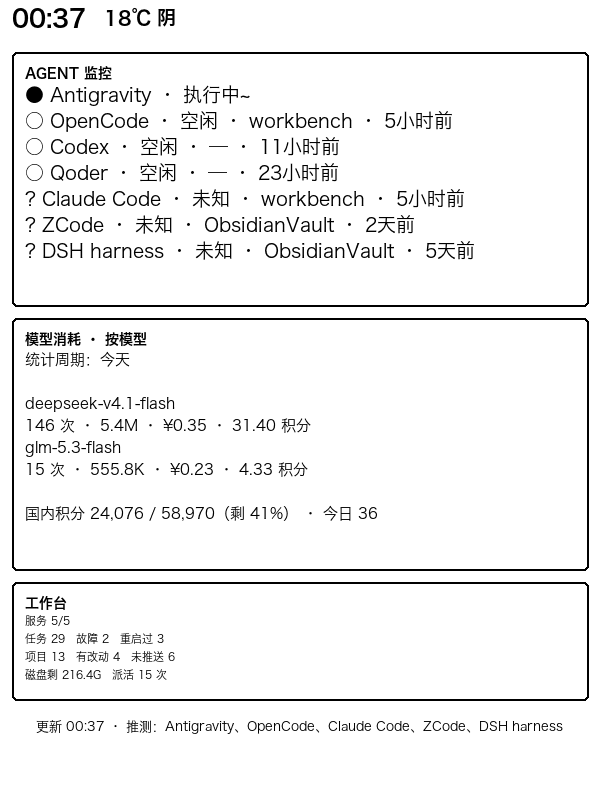 00:37 18℃ 阴
AGENT 监控
● Antigravity · 执行中~
○ OpenCode · 空闲 · workbench · 5小时前
○ Codex · 空闲 · — · 11小时前
○ Qoder · 空闲 · — · 23小时前
? Claude Code · 未知 · workbench · 5小时前
? ZCode · 未知 · ObsidianVault · 2天前
? DSH harness · 未知 · ObsidianVault · 5天前
模型消耗 · 按模型
统计周期：今天
deepseek-v4.1-flash
146 次 · 5.4M · ¥0.35 · 31.40 积分
glm-5.3-flash
15 次 · 555.8K · ¥0.23 · 4.33 积分
国内积分 24,076 / 58,970（剩 41%） · 今日 36
工作台
服务 5/5
任务 29 故障 2 重启过 3
项目 13 有改动 4 未推送 6
磁盘剩 216.4G 派活 15 次
更新 00:37 · 推测：Antigravity、OpenCode、Claude Code、ZCode、DSH harness